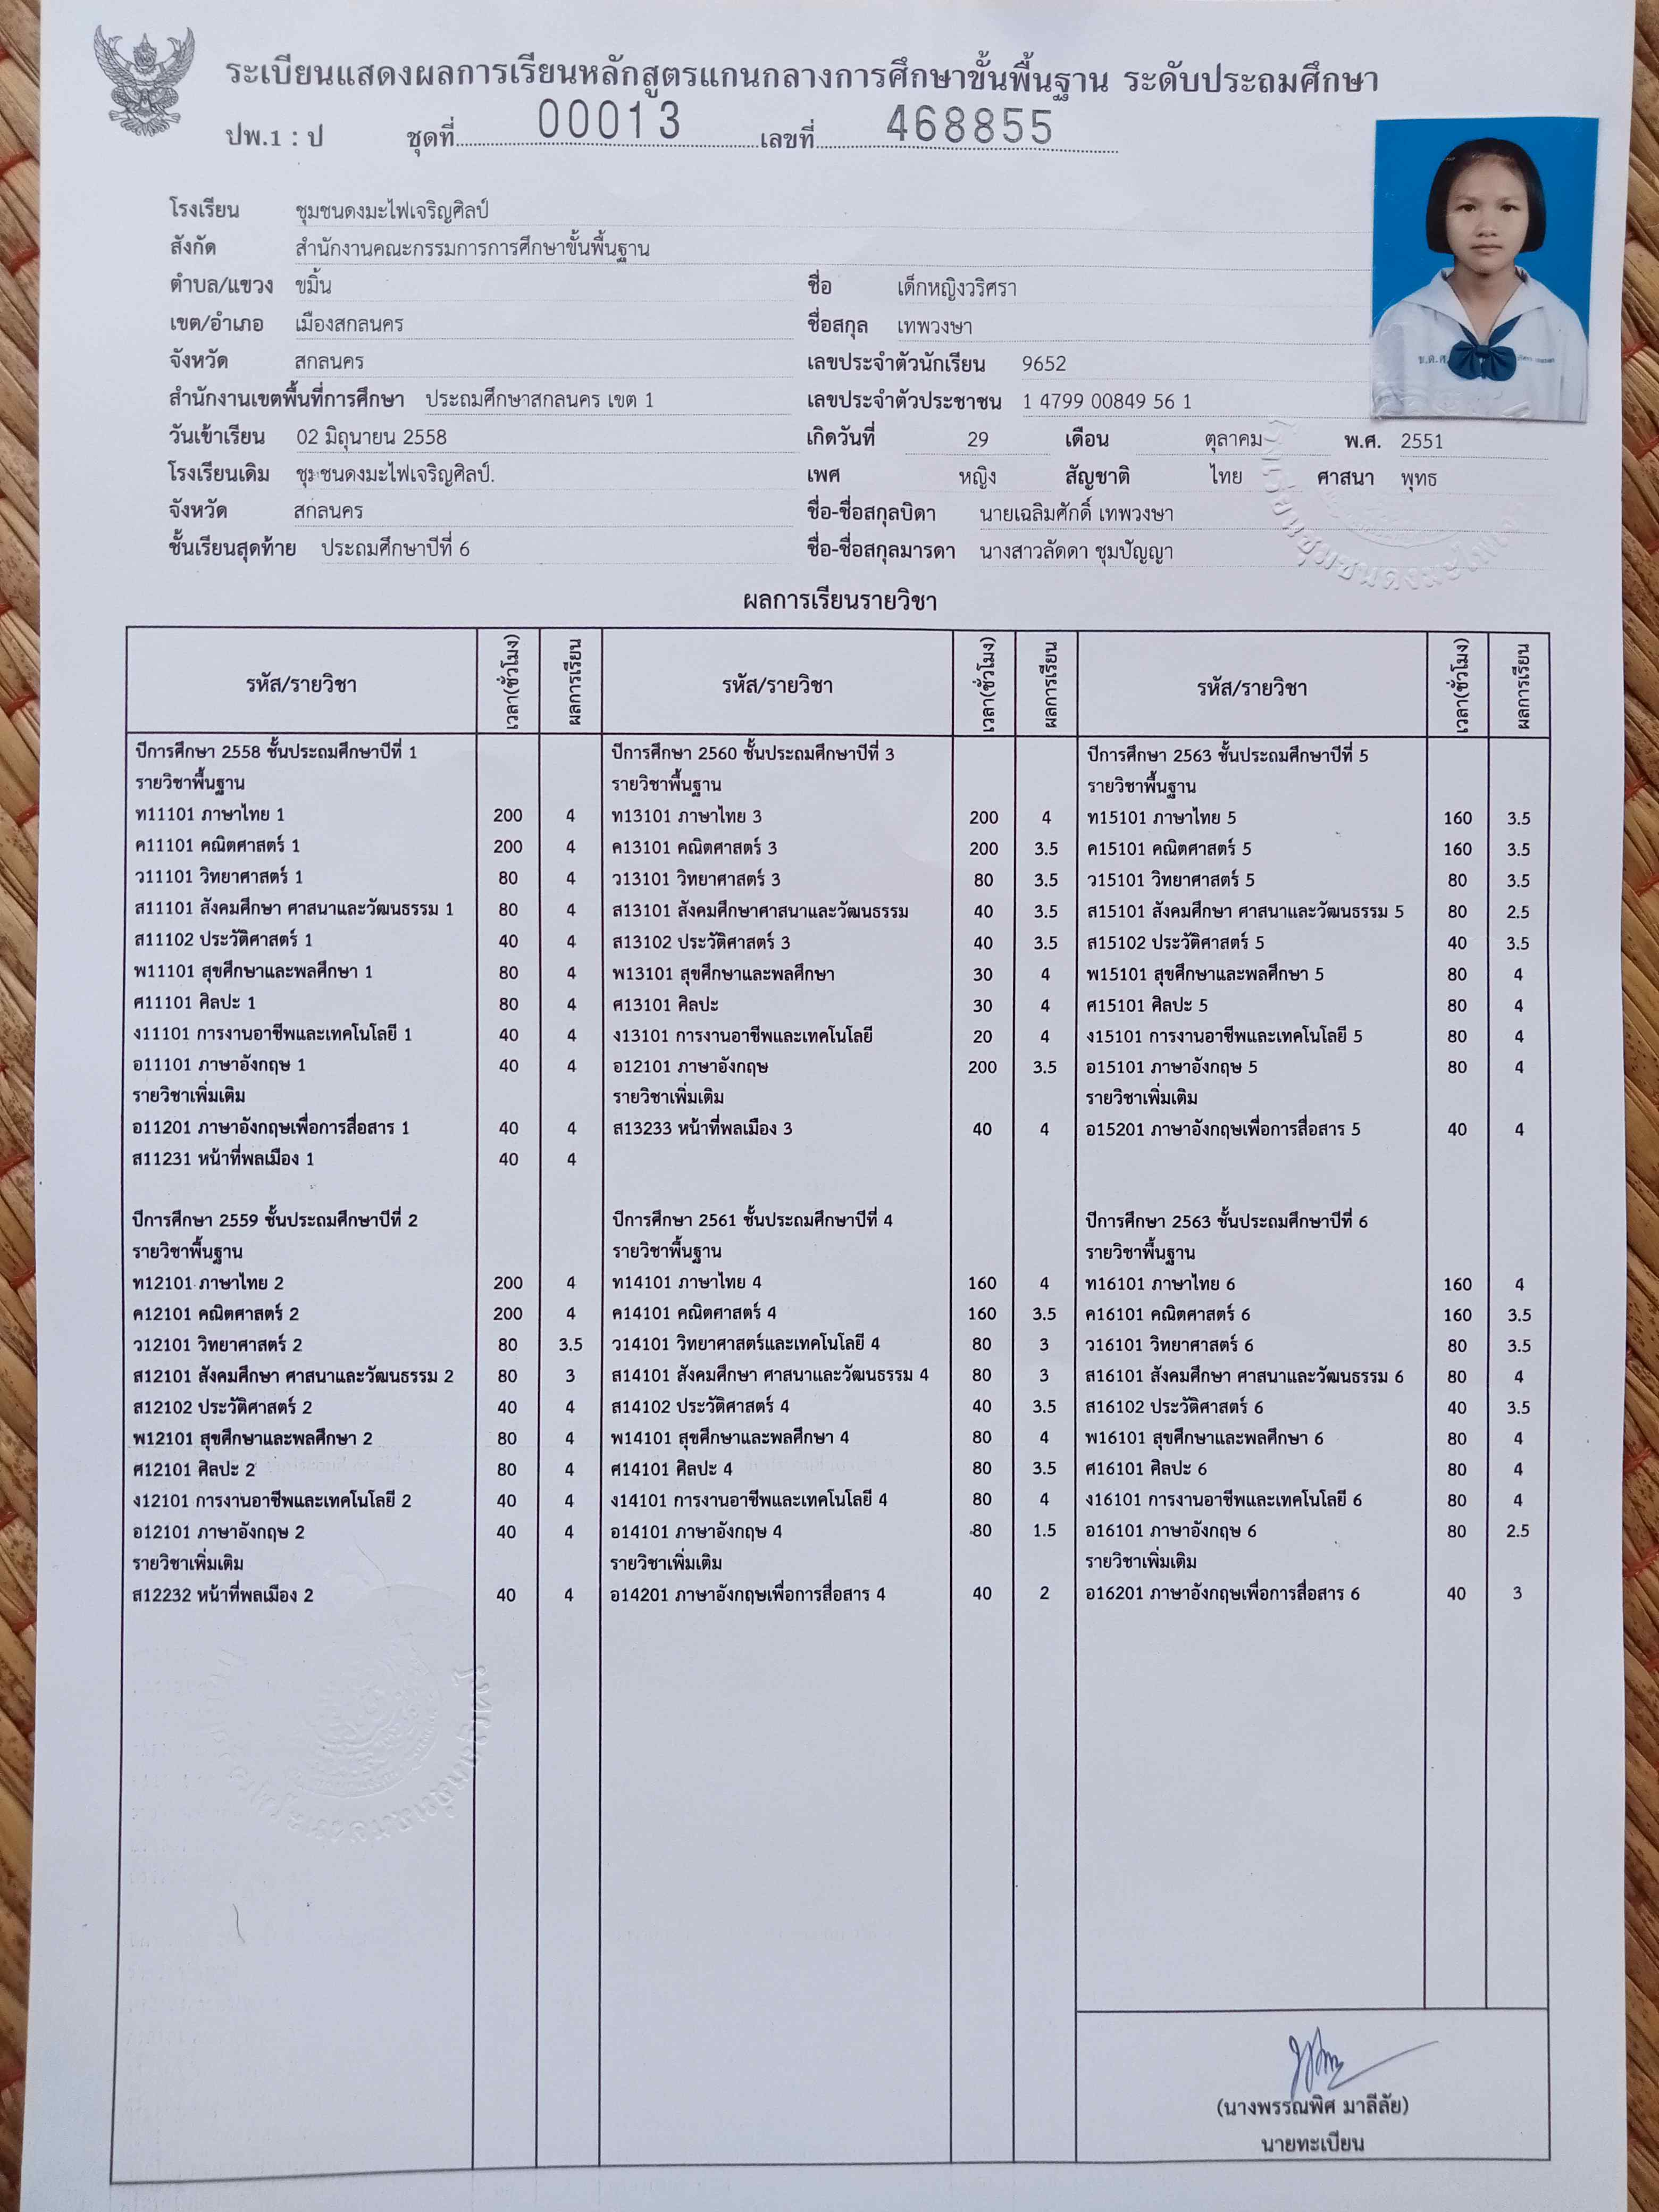 ระเบียนแสดงผลการเรียนหลักสูตรแกนกลางการศึกษาขั้นพื้นฐาน ระดับประถมศึกษา
ปพ.1 : ป ชุดที่ 00013 เลขที่ 468855
โรงเรียน ชุมชนดงมะไฟเจริญศิลป์
สังกัด สำนักงานคณะกรรมการการศึกษาขั้นพื้นฐาน
ตำบล/แขวง ขมิ้น
เขต/อำเภอ เมืองสกลนคร
จังหวัด สกลนคร
สำนักงานเขตพื้นที่การศึกษา ประถมศึกษาสกลนคร เขต 1
วันเข้าเรียน 02 มิถุนายน 2558
โรงเรียนเดิม ชุมชนดงมะไฟเจริญศิลป์.
จังหวัด สกลนคร
ชั้นเรียนสุดท้าย ประถมศึกษาปีที่ 6
ชื่อ เด็กหญิงวริศรา
ชื่อสกุล เทพวงษา
เลขประจำตัวนักเรียน 9652
เลขประจำตัวประชาชน 1 4799 00849 56 1
เกิดวันที่ 29 เดือน ตุลาคม พ.ศ. 2551
เพศ หญิง สัญชาติ ไทย ศาสนา พุทธ
ชื่อ-ชื่อสกุลบิดา นายเฉลิมศักดิ์ เทพวงษา
ชื่อ-ชื่อสกุลมารดา นางสาวลัดดา ชุมปัญญา
ผลการเรียนรายวิชา
รหัส/รายวิชา เวลา(ชั่วโมง) ผลการเรียน
ปีการศึกษา 2558 ชั้นประถมศึกษาปีที่ 1
รายวิชาพื้นฐาน
ท11101 ภาษาไทย 1 200 4
ค11101 คณิตศาสตร์ 1 200 4
ว11101 วิทยาศาสตร์ 1 80 4
ส11101 สังคมศึกษา ศาสนาและวัฒนธรรม 1 80 4
ส11102 ประวัติศาสตร์ 1 40 4
พ11101 สุขศึกษาและพลศึกษา 1 80 4
ศ11101 ศิลปะ 1 80 4
ง11101 การงานอาชีพและเทคโนโลยี 1 40 4
อ11101 ภาษาอังกฤษ 1 40 4
รายวิชาเพิ่มเติม
อ11201 ภาษาอังกฤษเพื่อการสื่อสาร 1 40 4
ส11231 หน้าที่พลเมือง 1 40 4
ปีการศึกษา 2559 ชั้นประถมศึกษาปีที่ 2
รายวิชาพื้นฐาน
ท12101 ภาษาไทย 2 200 4
ค12101 คณิตศาสตร์ 2 200 4
ว12101 วิทยาศาสตร์ 2 80 3.5
ส12101 สังคมศึกษา ศาสนาและวัฒนธรรม 2 80 3
ส12102 ประวัติศาสตร์ 2 40 4
พ12101 สุขศึกษาและพลศึกษา 2 80 4
ศ12101 ศิลปะ 2 80 4
ง12101 การงานอาชีพและเทคโนโลยี 2 40 4
อ12101 ภาษาอังกฤษ 2 40 4
รายวิชาเพิ่มเติม
ส12232 หน้าที่พลเมือง 2 40 4
รหัส/รายวิชา เวลา(ชั่วโมง) ผลการเรียน
ปีการศึกษา 2560 ชั้นประถมศึกษาปีที่ 3
รายวิชาพื้นฐาน
ท13101 ภาษาไทย 3 200 4
ค13101 คณิตศาสตร์ 3 200 3.5
ว13101 วิทยาศาสตร์ 3 80 3.5
ส13101 สังคมศึกษาศาสนาและวัฒนธรรม 40 3.5
ส13102 ประวัติศาสตร์ 3 40 3.5
พ13101 สุขศึกษาและพลศึกษา 30 4
ศ13101 ศิลปะ 30 4
ง13101 การงานอาชีพและเทคโนโลยี 20 4
อ12101 ภาษาอังกฤษ 200 3.5
รายวิชาเพิ่มเติม
ส13233 หน้าที่พลเมือง 3 40 4
ปีการศึกษา 2561 ชั้นประถมศึกษาปีที่ 4
รายวิชาพื้นฐาน
ท14101 ภาษาไทย 4 160 4
ค14101 คณิตศาสตร์ 4 160 3.5
ว14101 วิทยาศาสตร์และเทคโนโลยี 4 80 3
ส14101 สังคมศึกษา ศาสนาและวัฒนธรรม 4 80 3
ส14102 ประวัติศาสตร์ 4 40 3.5
พ14101 สุขศึกษาและพลศึกษา 4 80 4
ศ14101 ศิลปะ 4 80 3.5
ง14101 การงานอาชีพและเทคโนโลยี 4 80 4
อ14101 ภาษาอังกฤษ 4 80 1.5
รายวิชาเพิ่มเติม
อ14201 ภาษาอังกฤษเพื่อการสื่อสาร 4 40 2
รหัส/รายวิชา เวลา(ชั่วโมง) ผลการเรียน
ปีการศึกษา 2563 ชั้นประถมศึกษาปีที่ 5
รายวิชาพื้นฐาน
ท15101 ภาษาไทย 5 160 3.5
ค15101 คณิตศาสตร์ 5 160 3.5
ว15101 วิทยาศาสตร์ 5 80 3.5
ส15101 สังคมศึกษา ศาสนาและวัฒนธรรม 5 80 2.5
ส15102 ประวัติศาสตร์ 5 40 3.5
พ15101 สุขศึกษาและพลศึกษา 5 80 4
ศ15101 ศิลปะ 5 80 4
ง15101 การงานอาชีพและเทคโนโลยี 5 80 4
อ15101 ภาษาอังกฤษ 5 80 4
รายวิชาเพิ่มเติม
อ15201 ภาษาอังกฤษเพื่อการสื่อสาร 5 40 4
ปีการศึกษา 2563 ชั้นประถมศึกษาปีที่ 6
รายวิชาพื้นฐาน
ท16101 ภาษาไทย 6 160 4
ค16101 คณิตศาสตร์ 6 160 3.5
ว16101 วิทยาศาสตร์ 6 80 3.5
ส16101 สังคมศึกษา ศาสนาและวัฒนธรรม 6 80 4
ส16102 ประวัติศาสตร์ 6 40 3.5
พ16101 สุขศึกษาและพลศึกษา 6 80 4
ศ16101 ศิลปะ 6 80 4
ง16101 การงานอาชีพและเทคโนโลยี 6 80 4
อ16101 ภาษาอังกฤษ 6 80 2.5
รายวิชาเพิ่มเติม
อ16201 ภาษาอังกฤษเพื่อการสื่อสาร 6 40 3
(นางพรรณพิศ มาลีลัย)
นายทะเบียน